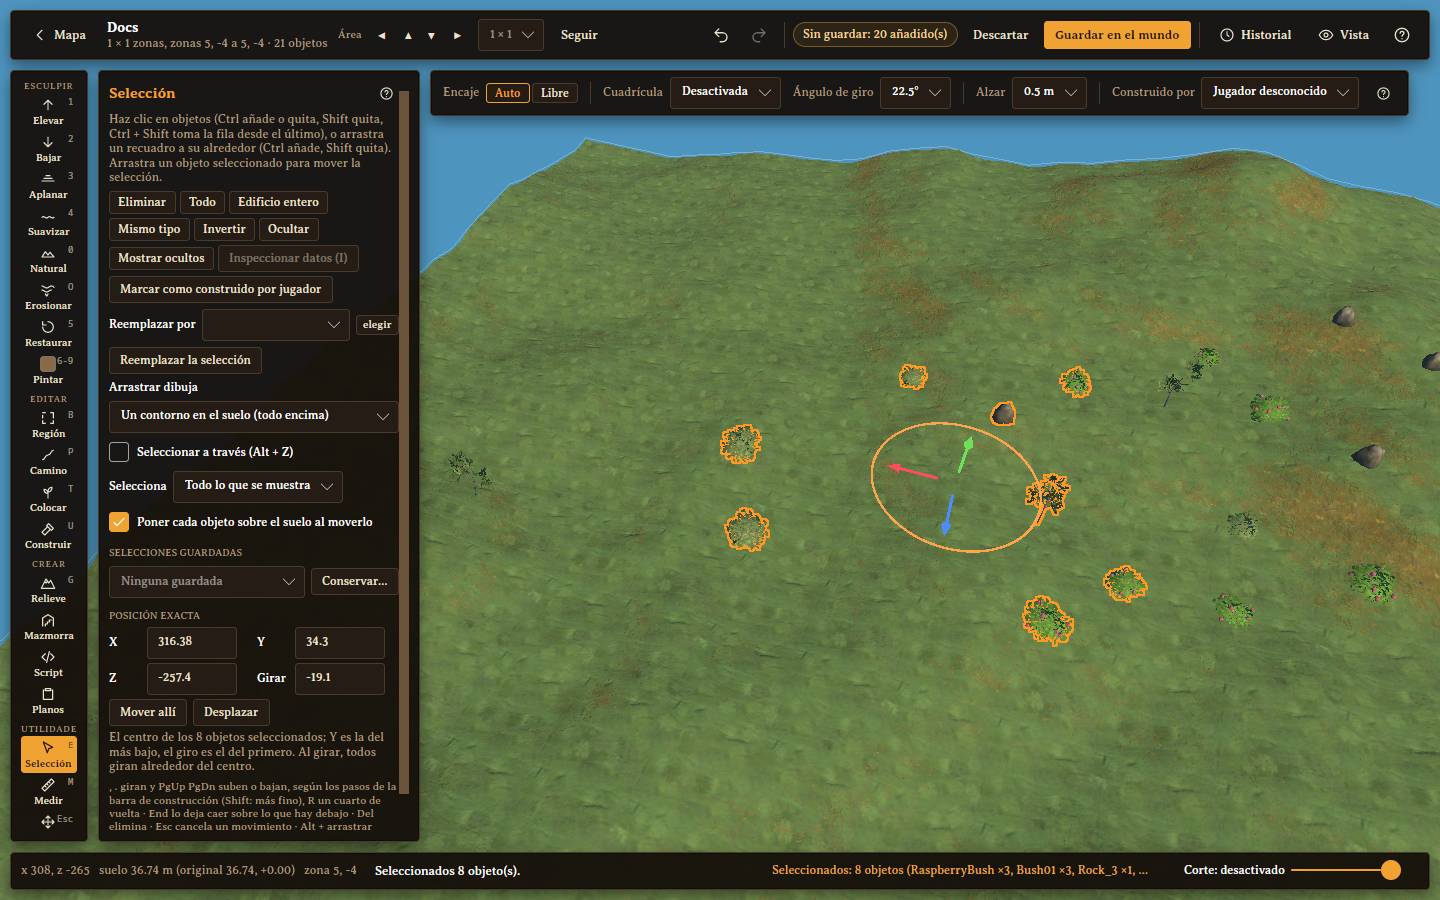 Mapa
Docs
1 × 1 zonas, zonas 5, -4 a 5, -4 · 21 objetos
Área
1 × 1
Seguir
Sin guardar: 20 añadido(s)
Descartar
Guardar en el mundo
Historial
Vista
ESCULPIR
1
Elevar
2
Bajar
3
Aplanar
4
Suavizar
0
Natural
O
Erosionar
5
Restaurar
6-9
Pintar
EDITAR
B
Región
P
Camino
T
Colocar
U
Construir
CREAR
G
Relieve
Mazmorra
Script
Planos
UTILIDADE
E
Selección
M
Medir
Esc
Selección
Haz clic en objetos (Ctrl añade o quita, Shift quita,
Ctrl + Shift toma la fila desde el último), o arrastra
un recuadro a su alrededor (Ctrl añade, Shift quita).
Arrastra un objeto seleccionado para mover la
selección.
Eliminar Todo Edificio entero
Mismo tipo Invertir Ocultar
Mostrar ocultos Inspeccionar datos (I)
Marcar como construido por jugador
Reemplazar por elegir
Reemplazar la selección
Arrastrar dibuja
Un contorno en el suelo (todo encima)
Seleccionar a través (Alt + Z)
Selecciona Todo lo que se muestra
Poner cada objeto sobre el suelo al moverlo
SELECCIONES GUARDADAS
Ninguna guardada Conservar...
POSICIÓN EXACTA
X 316.38 Y 34.3
Z -257.4 Girar -19.1
Mover allí Desplazar
El centro de los 8 objetos seleccionados; Y es la del
más bajo, el giro es el del primero. Al girar, todos
giran alrededor del centro.
, . giran y PgUp PgDn suben o bajan, según los pasos de la
barra de construcción (Shift: más fino), R un cuarto de
vuelta · End lo deja caer sobre lo que hay debajo · Del
elimina · Esc cancela un movimiento · Alt + arrastrar
Encaje Auto Libre Cuadrícula Desactivada Ángulo de giro 22.5° Alzar 0.5 m Construido por Jugador desconocido
x 308, z -265 suelo 36.74 m (original 36.74, +0.00) zona 5, -4 Seleccionados 8 objeto(s).
Seleccionados: 8 objetos (RaspberryBush ×3, Bush01 ×3, Rock_3 ×1, ...
Corte: desactivado